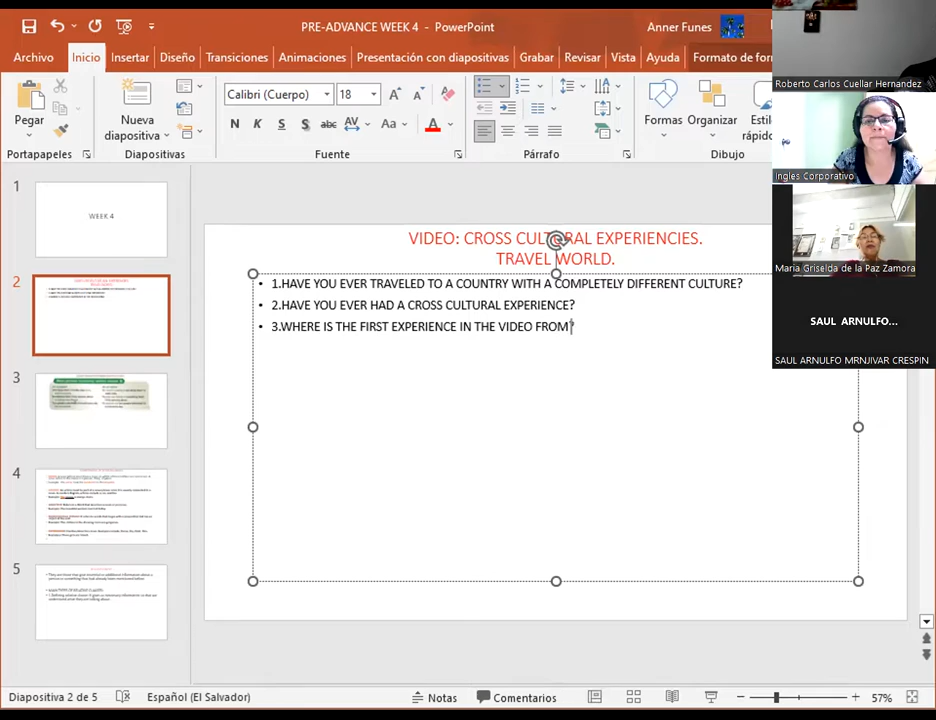 PRE-ADVANCE WEEK 4 - PowerPoint
Anner Funes
Archivo Inicio Insertar Diseño Transiciones Animaciones Presentación con diapositivas Grabar Revisar Vista Ayuda Formato de for
Pegar
Nueva
diapositiva
Calibri (Cuerpo) 18
N K S S abc AV Aa A
Formas Organizar Estil
rápid
Portapapeles Diapositivas Fuente Párrafo Dibujo
Roberto Carlos Cuellar Hernandez
Ingles Corporativo
Maria Griselda de la Paz Zamora
SAUL ARNULFO...
SAUL ARNULFO MRNJIVAR CRESPIN
1
WEEK 4
2
3
4
5
VIDEO: CROSS CULTURAL EXPERIENCES.
TRAVEL WORLD.
• 1.HAVE YOU EVER TRAVELED TO A COUNTRY WITH A COMPLETELY DIFFERENT CULTURE?
• 2.HAVE YOU EVER HAD A CROSS CULTURAL EXPERIENCE?
• 3.WHERE IS THE FIRST EXPERIENCE IN THE VIDEO FROM?
Diapositiva 2 de 5 Español (El Salvador) Notas Comentarios 57%